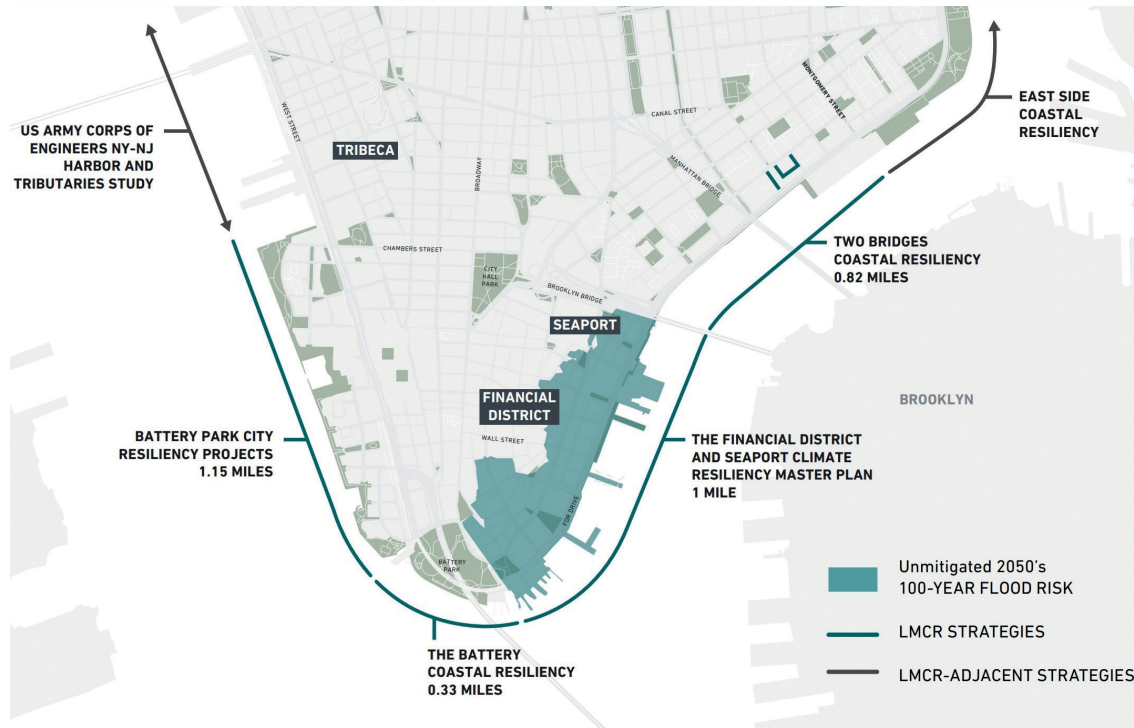 US ARMY CORPS OF
ENGINEERS NY-NJ
HARBOR AND
TRIBUTARIES STUDY
WEST STREET
TRIBECA
BROADWAY
CANAL STREET
MONTGOMERY STREET
MANHATTAN BRIDGE
EAST SIDE
COASTAL
RESILIENCY
CHAMBERS STREET
CITY
HALL
PARK
BROOKLYN BRIDGE
TWO BRIDGES
COASTAL RESILIENCY
0.82 MILES
SEAPORT
FINANCIAL
DISTRICT
WALL STREET
BROOKLYN
BATTERY PARK CITY
RESILIENCY PROJECTS
1.15 MILES
THE FINANCIAL DISTRICT
AND SEAPORT CLIMATE
RESILIENCY MASTER PLAN
1 MILE
FDR DRIVE
BATTERY
PARK
THE BATTERY
COASTAL RESILIENCY
0.33 MILES
Unmitigated 2050's
100-YEAR FLOOD RISK
LMCR STRATEGIES
LMCR-ADJACENT STRATEGIES